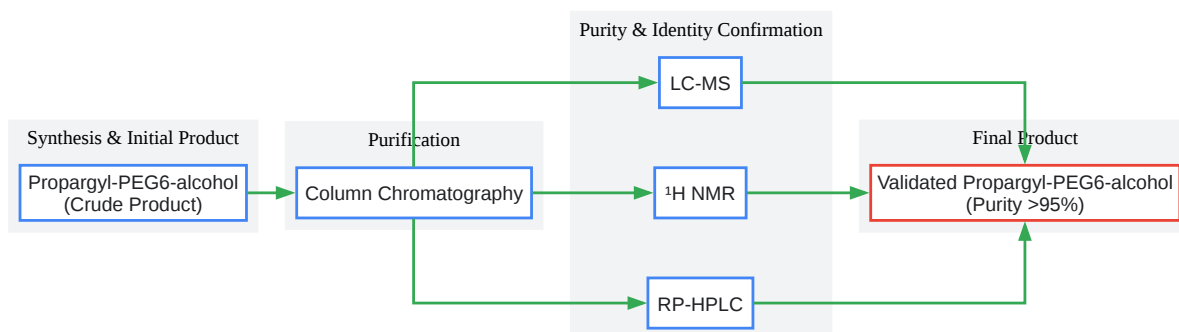 Purity & Identity Confirmation
LC-MS
Synthesis & Initial Product
Purification
Final Product
Propargyl-PEG6-alcohol
(Crude Product)
Column Chromatography
¹H NMR
Validated Propargyl-PEG6-alcohol
(Purity >95%)
RP-HPLC